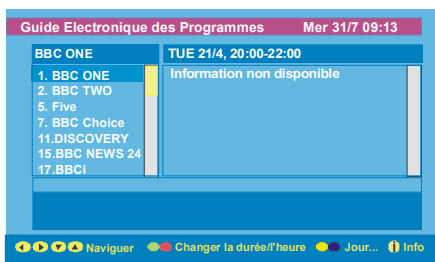 Guide Electronique des Programmes Mer 31/7 09:13
BBC ONE TUE 21/4, 20:00-22:00
1. BBC ONE Information non disponible
2. BBC TWO
5. Five
7. BBC Choice
11.DISCOVERY
15.BBC NEWS 24
17.BBCi
Naviguer Changer la durée/l'heure Jour... i Info